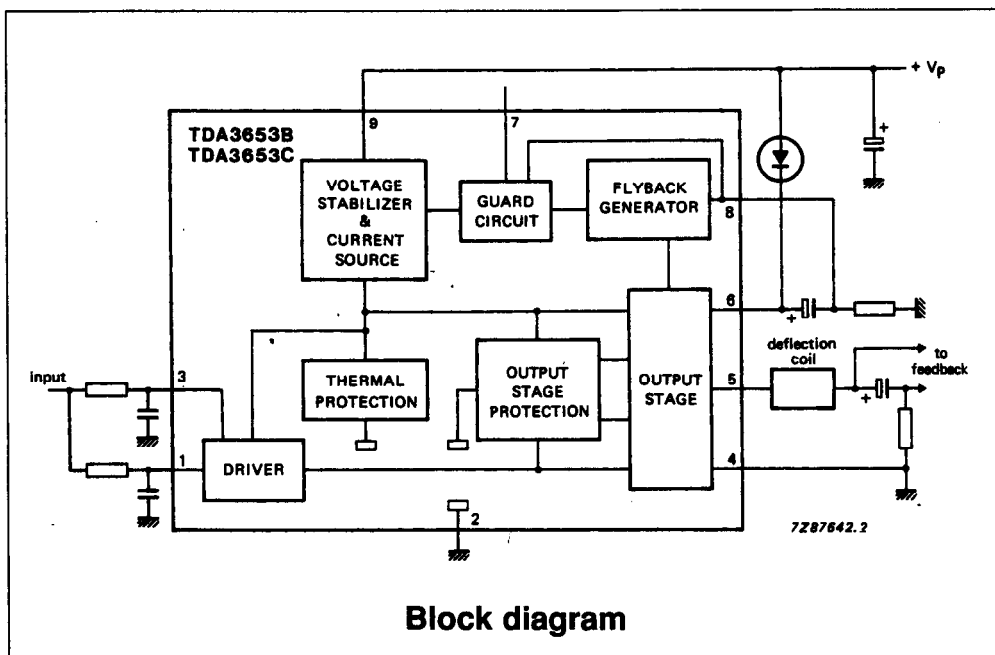 + Vp
9
7
TDA3653B
TDA3653C
+
VOLTAGE
STABILIZER
&
CURRENT
SOURCE
GUARD
CIRCUIT
FLYBACK
GENERATOR
8
6
+
deflection
coil
to
feedback
input
3
THERMAL
PROTECTION
OUTPUT
STAGE
PROTECTION
OUTPUT
STAGE
5
+
1
DRIVER
4
2
7Z87642.2
Block diagram